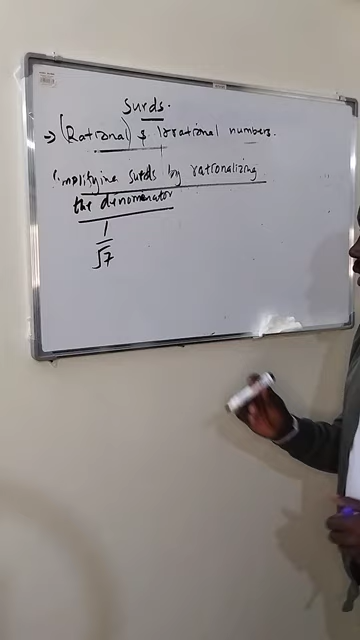 Surds.
→ (Rational) & Irrational numbers.
Simplifying surds by rationalizing
the denominator
1
√7